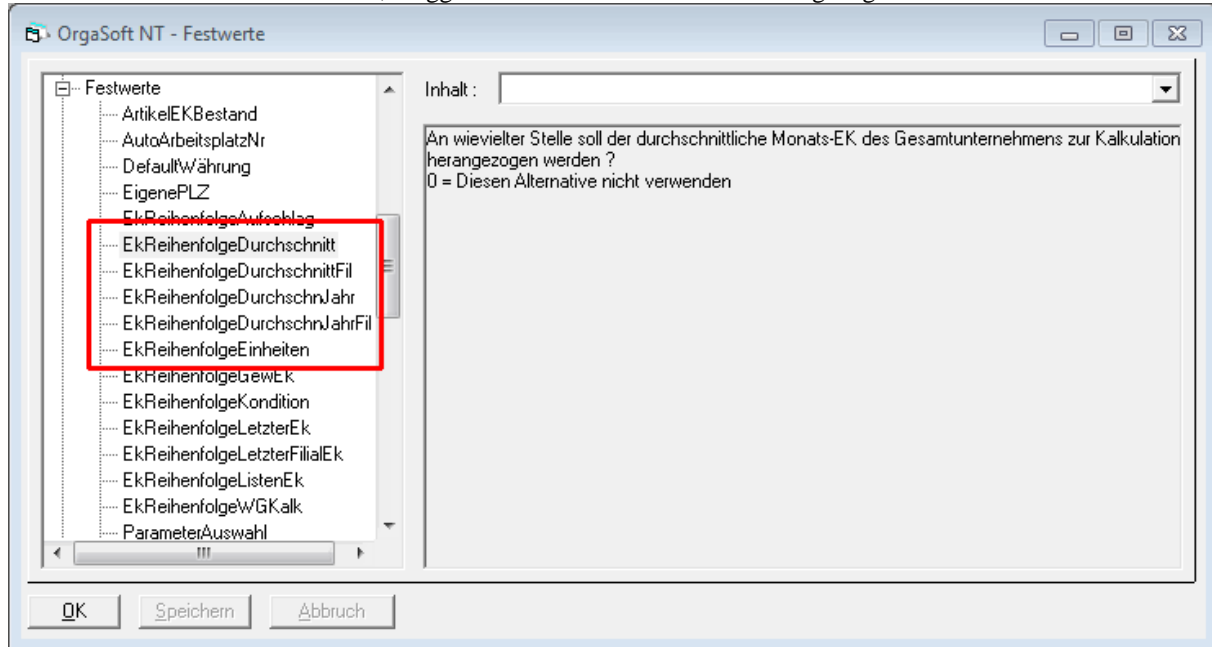 OrgaSoft NT - Festwerte
Festwerte
ArtikelEKBestand
AutoArbeitsplatzNr
DefaultWährung
EigenePLZ
EkReihenfolgeAufschlag
EkReihenfolgeDurchschnitt
EkReihenfolgeDurchschnittFil
EkReihenfolgeDurchschnJahr
EkReihenfolgeDurchschnJahrFil
EkReihenfolgeEinheiten
EkReihenfolgeGewEk
EkReihenfolgeKondition
EkReihenfolgeLetzterEk
EkReihenfolgeLetzterFilialEk
EkReihenfolgeListenEk
EkReihenfolgeWGKalk
ParameterAuswahl
Inhalt :
An wievielter Stelle soll der durchschnittliche Monats-EK des Gesamtunternehmens zur Kalkulation
herangezogen werden ?
0 = Diesen Alternative nicht verwenden
OK Speichern Abbruch